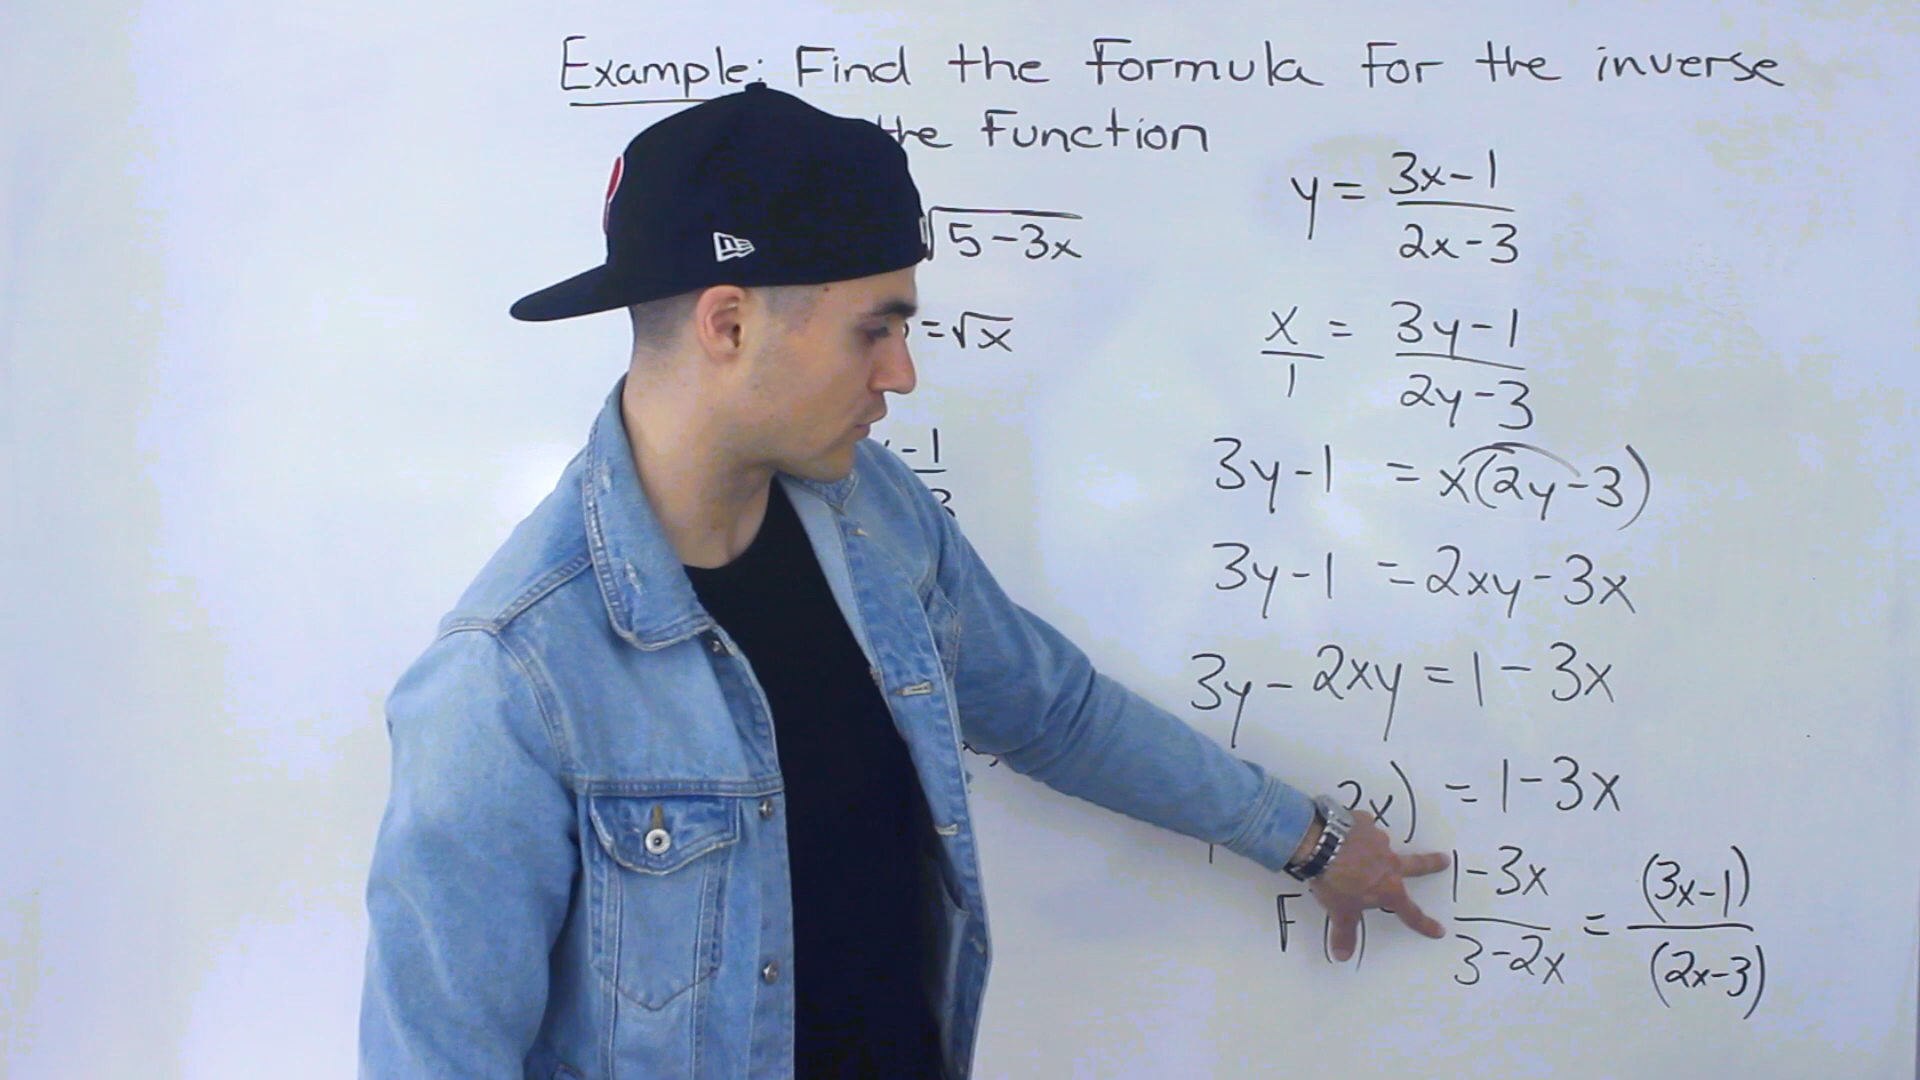 Example: Find the formula for the inverse
the function
√5-3x
=√x
-1
y = 3x-1
2x-3
x = 3y-1
1 2y-3
3y-1 = x(2y-3)
3y-1 = 2xy-3x
3y-2xy = 1-3x
2x) = 1-3x
1-3x = (3x-1)
3-2x (2x-3)